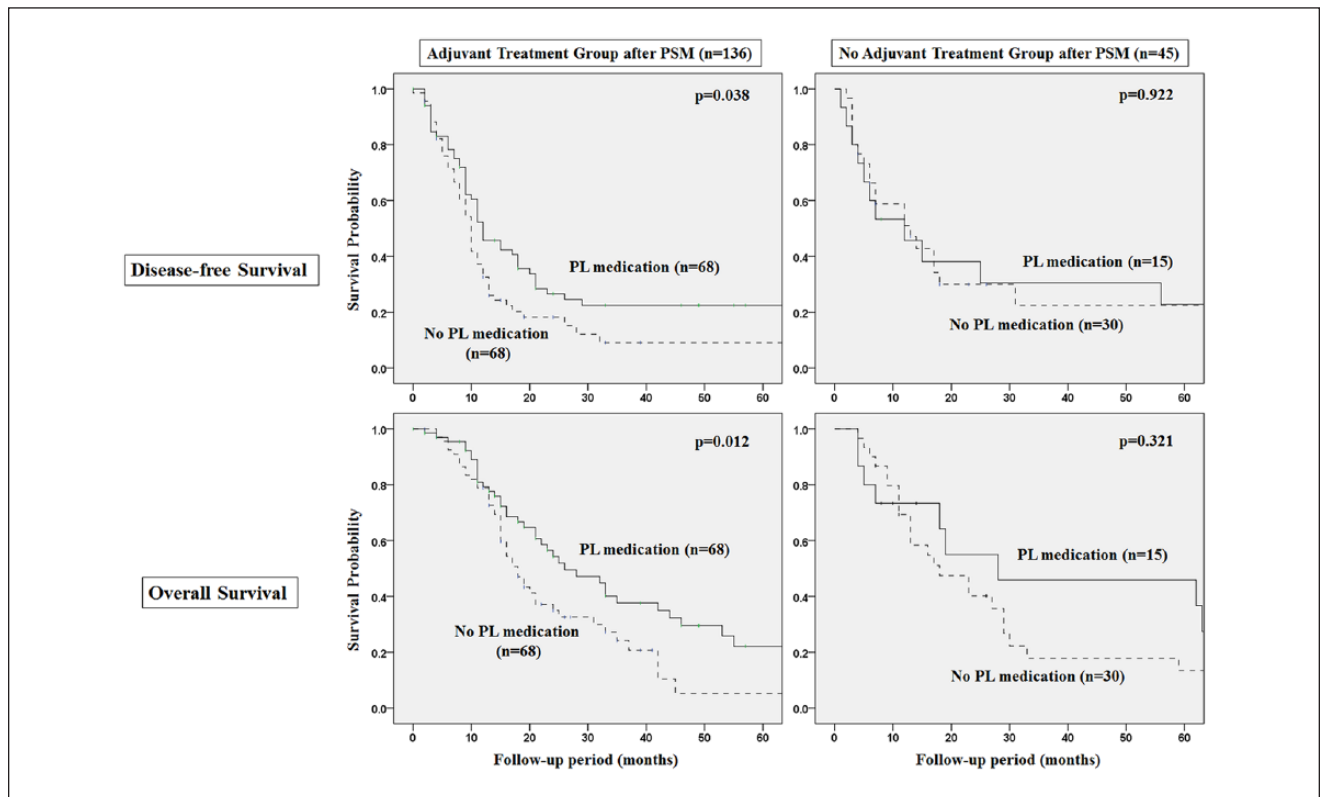 Adjuvant Treatment Group after PSM (n=136)
No Adjuvant Treatment Group after PSM (n=45)
Disease-free Survival
Survival Probability
1.0
0.8
0.6
0.4
0.2
0.0
p=0.038
PL medication (n=68)
No PL medication
(n=68)
0 10 20 30 40 50 60
1.0
0.8
0.6
0.4
0.2
0.0
p=0.922
PL medication (n=15)
No PL medication (n=30)
0 10 20 30 40 50 60
Overall Survival
Survival Probability
1.0
0.8
0.6
0.4
0.2
0.0
p=0.012
PL medication (n=68)
No PL medication
(n=68)
0 10 20 30 40 50 60
Follow-up period (months)
1.0
0.8
0.6
0.4
0.2
0.0
p=0.321
PL medication (n=15)
No PL medication (n=30)
0 10 20 30 40 50 60
Follow-up period (months)